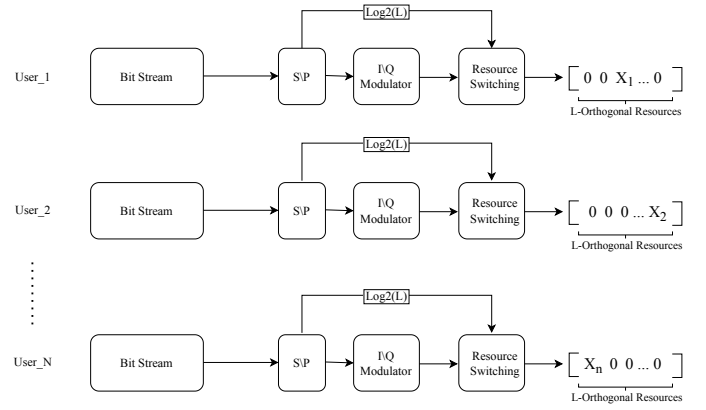 Log2(L)
User_1
Bit Stream
S\P
I\Q
Modulator
Resource
Switching
[ 0 0 X1 ... 0 ]
L-Orthogonal Resources
Log2(L)
User_2
Bit Stream
S\P
I\Q
Modulator
Resource
Switching
[ 0 0 0 ... X2 ]
L-Orthogonal Resources
Log2(L)
User_N
Bit Stream
S\P
I\Q
Modulator
Resource
Switching
[ Xn 0 0 ... 0 ]
L-Orthogonal Resources